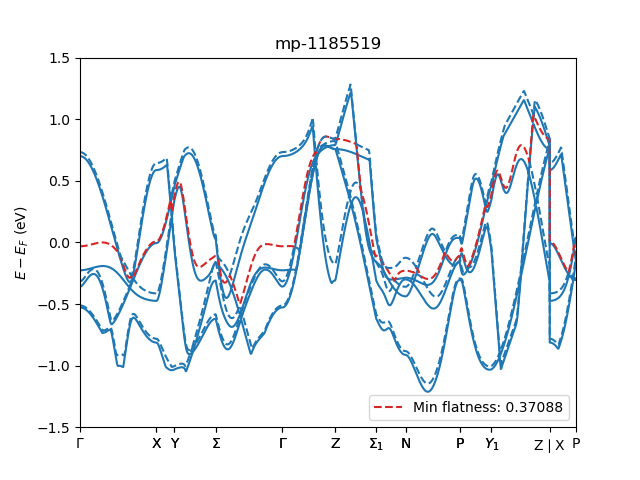 mp-1185519
E − E_F (eV)
1.5
1.0
0.5
0.0
−0.5
−1.0
−1.5
Min flatness: 0.37088
Γ X Y Σ Γ Z Σ₁ N P Y₁ Z | X P